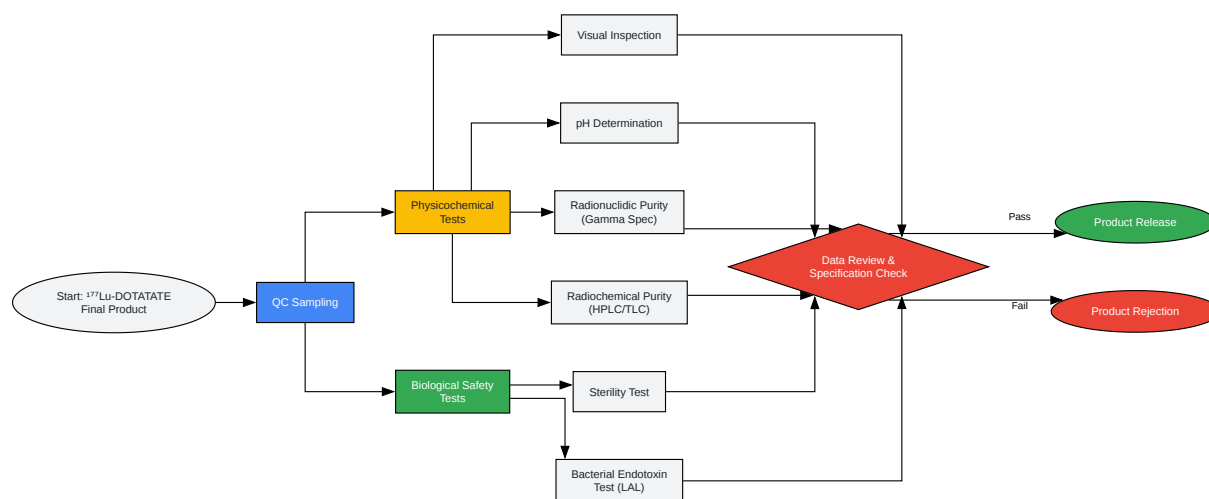 Visual Inspection
pH Determination
Physicochemical
Tests
Radionuclidic Purity
(Gamma Spec)
Pass
Product Release
Start: ¹⁷⁷Lu-DOTATATE
Final Product
QC Sampling
Data Review &
Specification Check
Radiochemical Purity
(HPLC/TLC)
Fail
Product Rejection
Biological Safety
Tests
Sterility Test
Bacterial Endotoxin
Test (LAL)